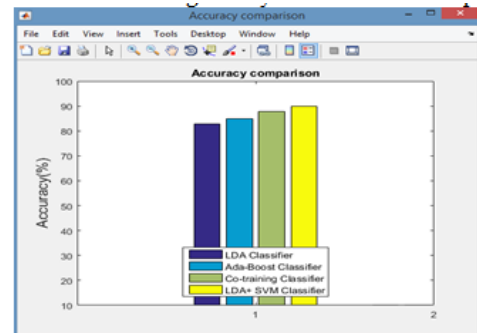 Accuracy comparison
File Edit View Insert Tools Desktop Window Help
Accuracy comparison
100
90
80
70
60
50
40
30
20
10
Accuracy(%)
LDA Classifier
Ada-Boost Classifier
Co-training Classifier
LDA+ SVM Classifier
1 2